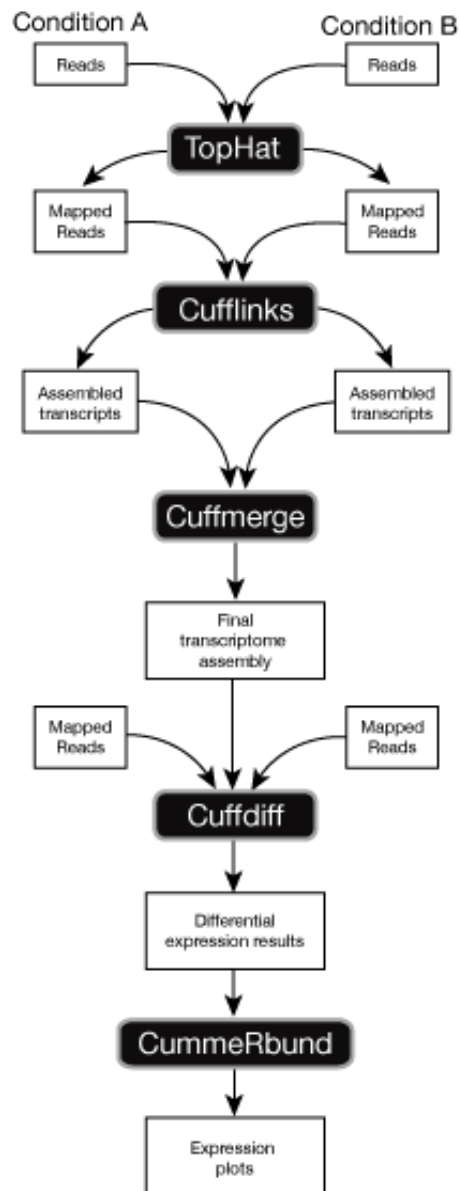 Condition A
Condition B
Reads
Reads
TopHat
Mapped
Reads
Mapped
Reads
Cufflinks
Assembled
transcripts
Assembled
transcripts
Cuffmerge
Final
transcriptome
assembly
Mapped
Reads
Mapped
Reads
Cuffdiff
Differential
expression results
CummeRbund
Expression
plots